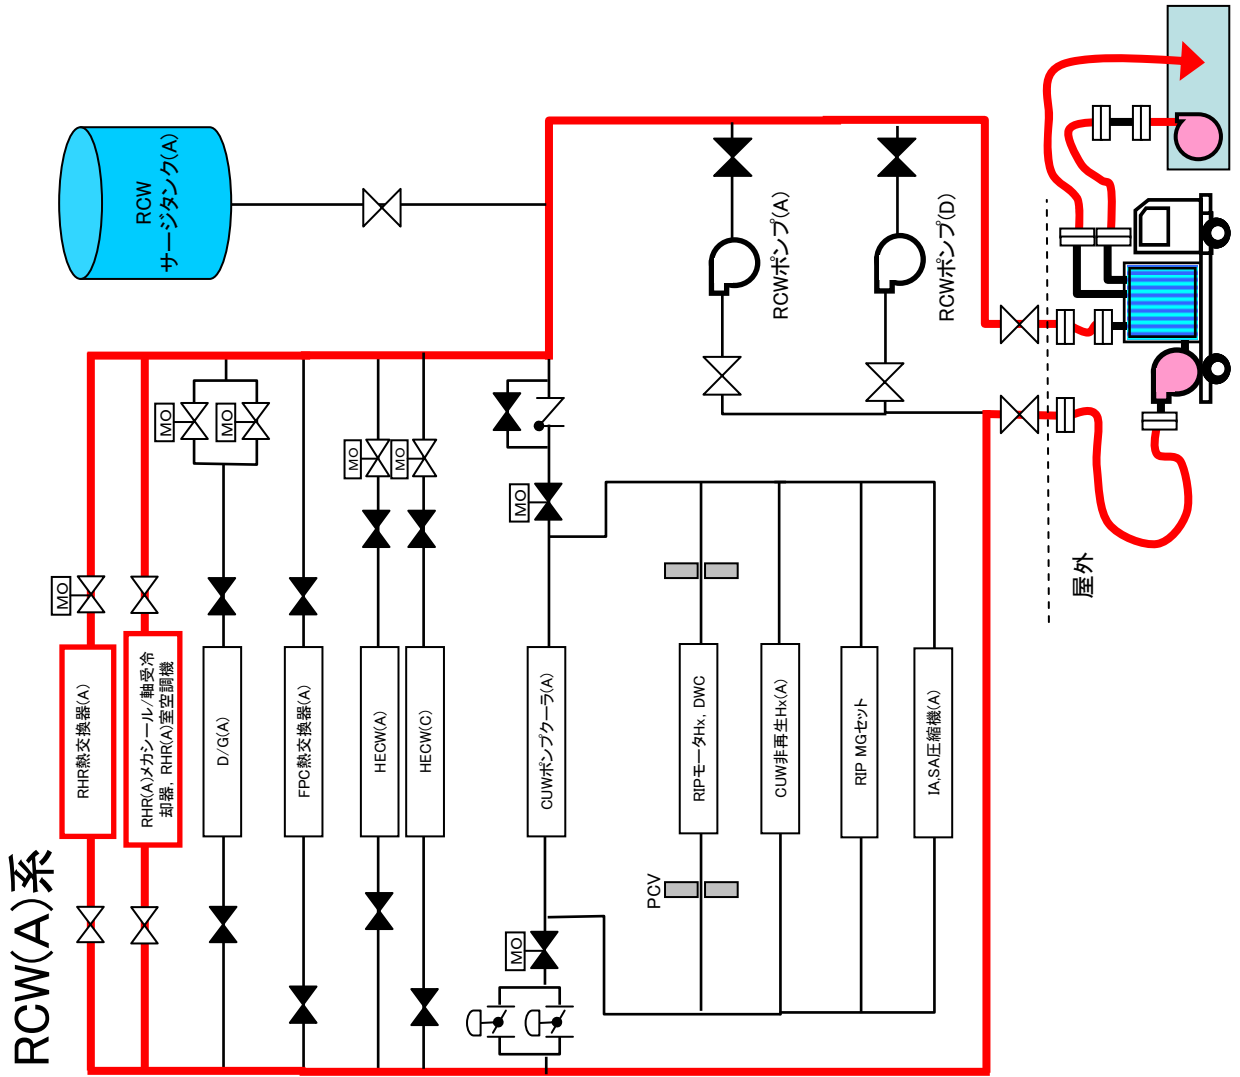 RCW(A)系
RCW
サージタンク(A)
MO
RHR熱交換器(A)
RHR(A)メカシール/軸受冷
却器, RHR(A)室空調機
MO
MO
D/G(A)
FPC熱交換器(A)
MO
HECW(A)
MO
HECW(C)
MO
CUWポンプクーラ(A)
MO
RIPモータHx, DWC
PCV
CUW非再生Hx(A)
RIP MGセット
IA,SA圧縮機(A)
RCWポンプ(A)
RCWポンプ(D)
屋外